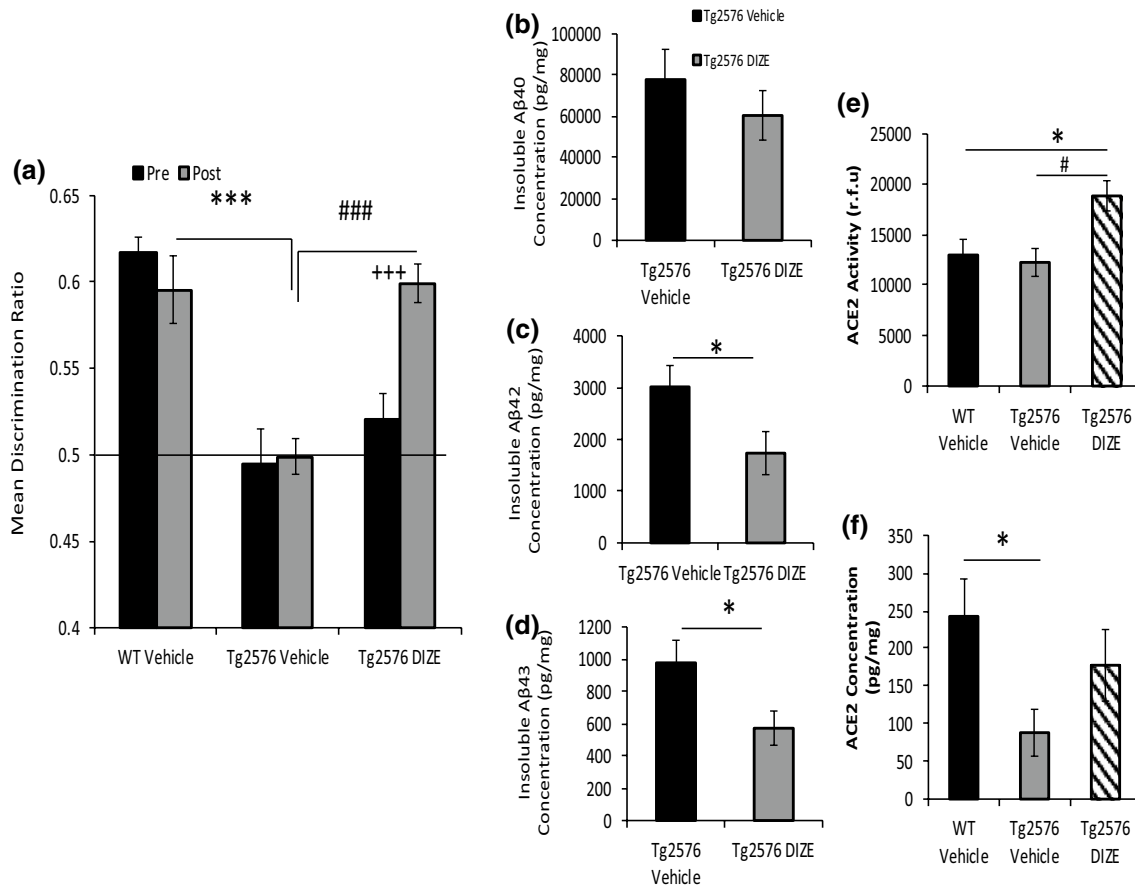 (a)
Pre Post
Mean Discrimination Ratio
0.65
0.6
0.55
0.5
0.45
0.4
***
###
+++
WT Vehicle Tg2576 Vehicle Tg2576 DIZE
(b)
Tg2576 Vehicle
Tg2576 DIZE
Insoluble Aβ40
Concentration (pg/mg)
100000
80000
60000
40000
20000
0
Tg2576
Vehicle
Tg2576 DIZE
(c)
Insoluble Aβ42
Concentration (pg/mg)
4000
3000
2000
1000
0
*
Tg2576 Vehicle Tg2576 DIZE
(d)
Insoluble Aβ43
Concentration (pg/mg)
1200
1000
800
600
400
200
0
*
Tg2576
Vehicle
Tg2576 DIZE
(e)
ACE2 Activity (r.f.u)
25000
20000
15000
10000
5000
0
*
#
WT
Vehicle
Tg2576
Vehicle
Tg2576
DIZE
(f)
ACE2 Concentration
(pg/mg)
350
300
250
200
150
100
50
0
*
WT
Vehicle
Tg2576
Vehicle
Tg2576
DIZE